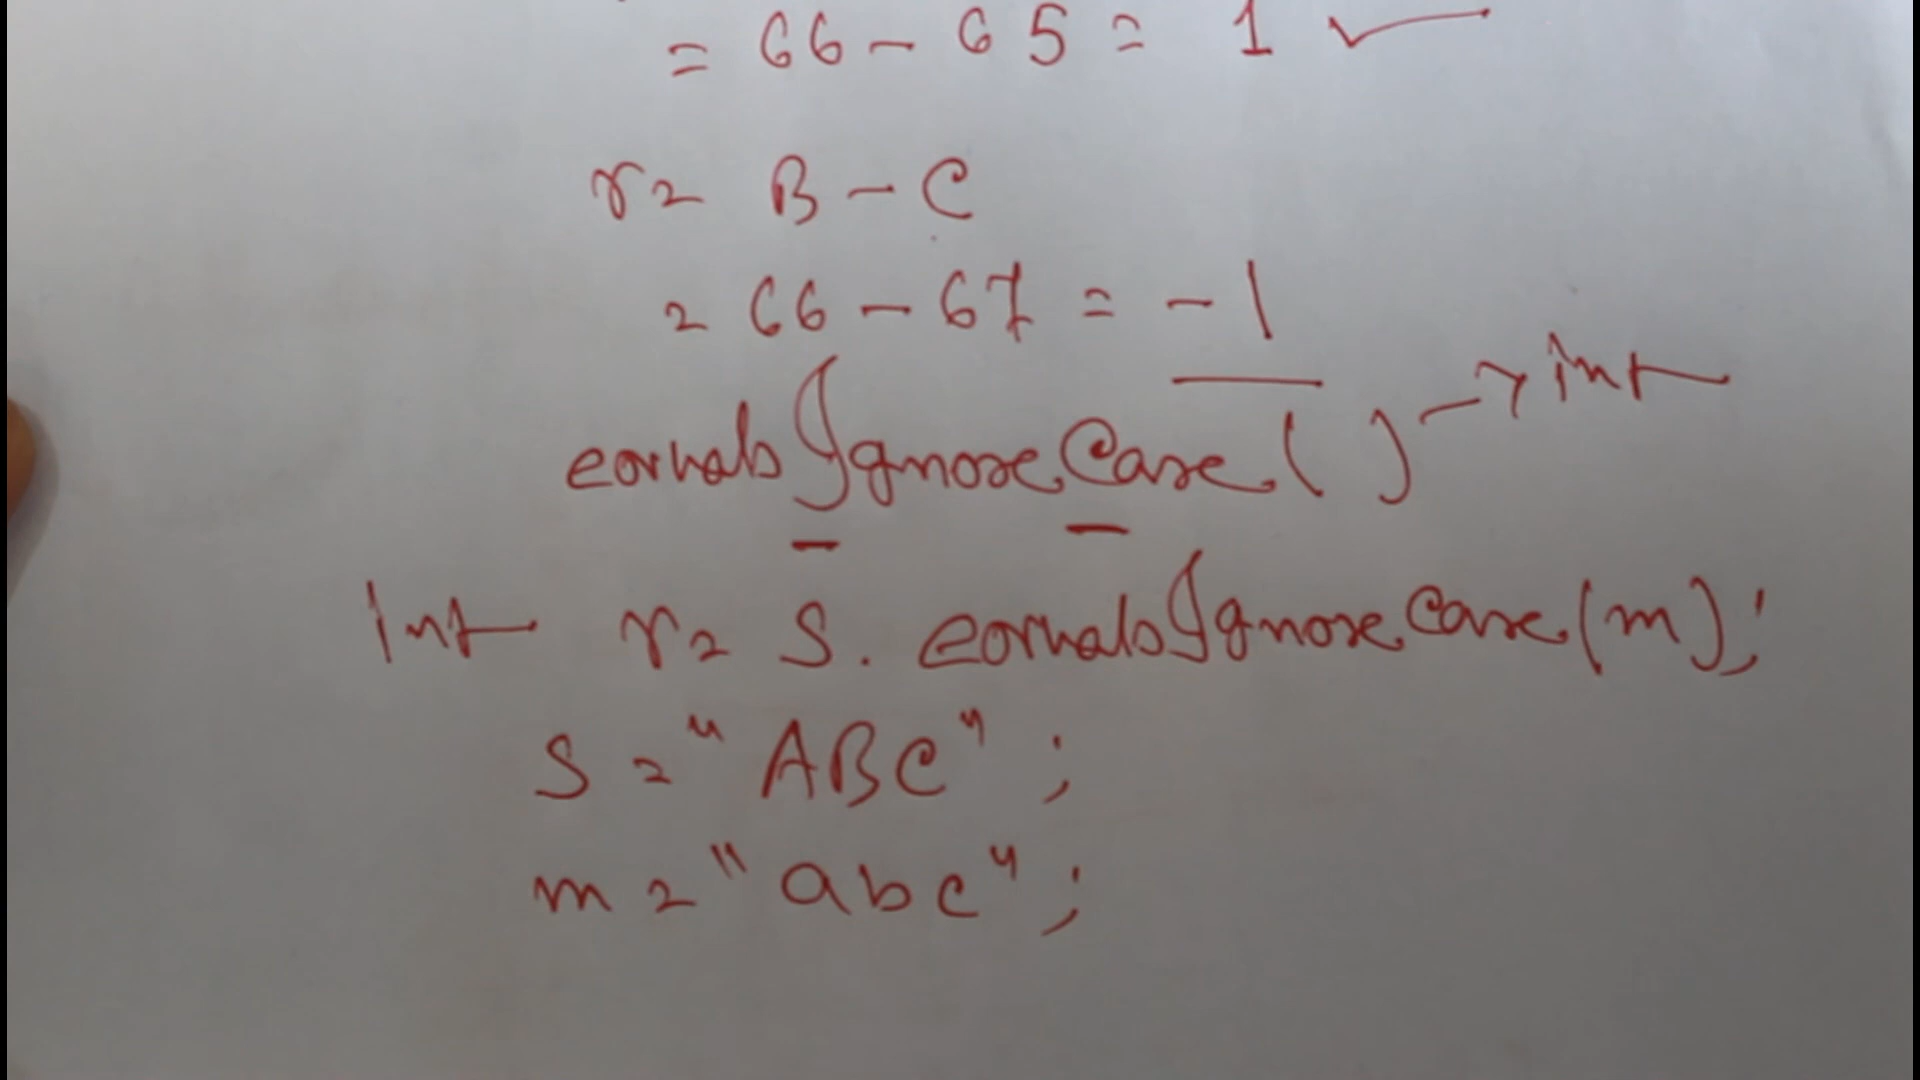 = 66 - 65 = 1 ✓
r = B - C
= 66 - 67 = -1
equalsIgnoreCase( ) -> int
Int r = S. equalsIgnoreCase(m);
S = "ABC" ;
m = "abc" ;